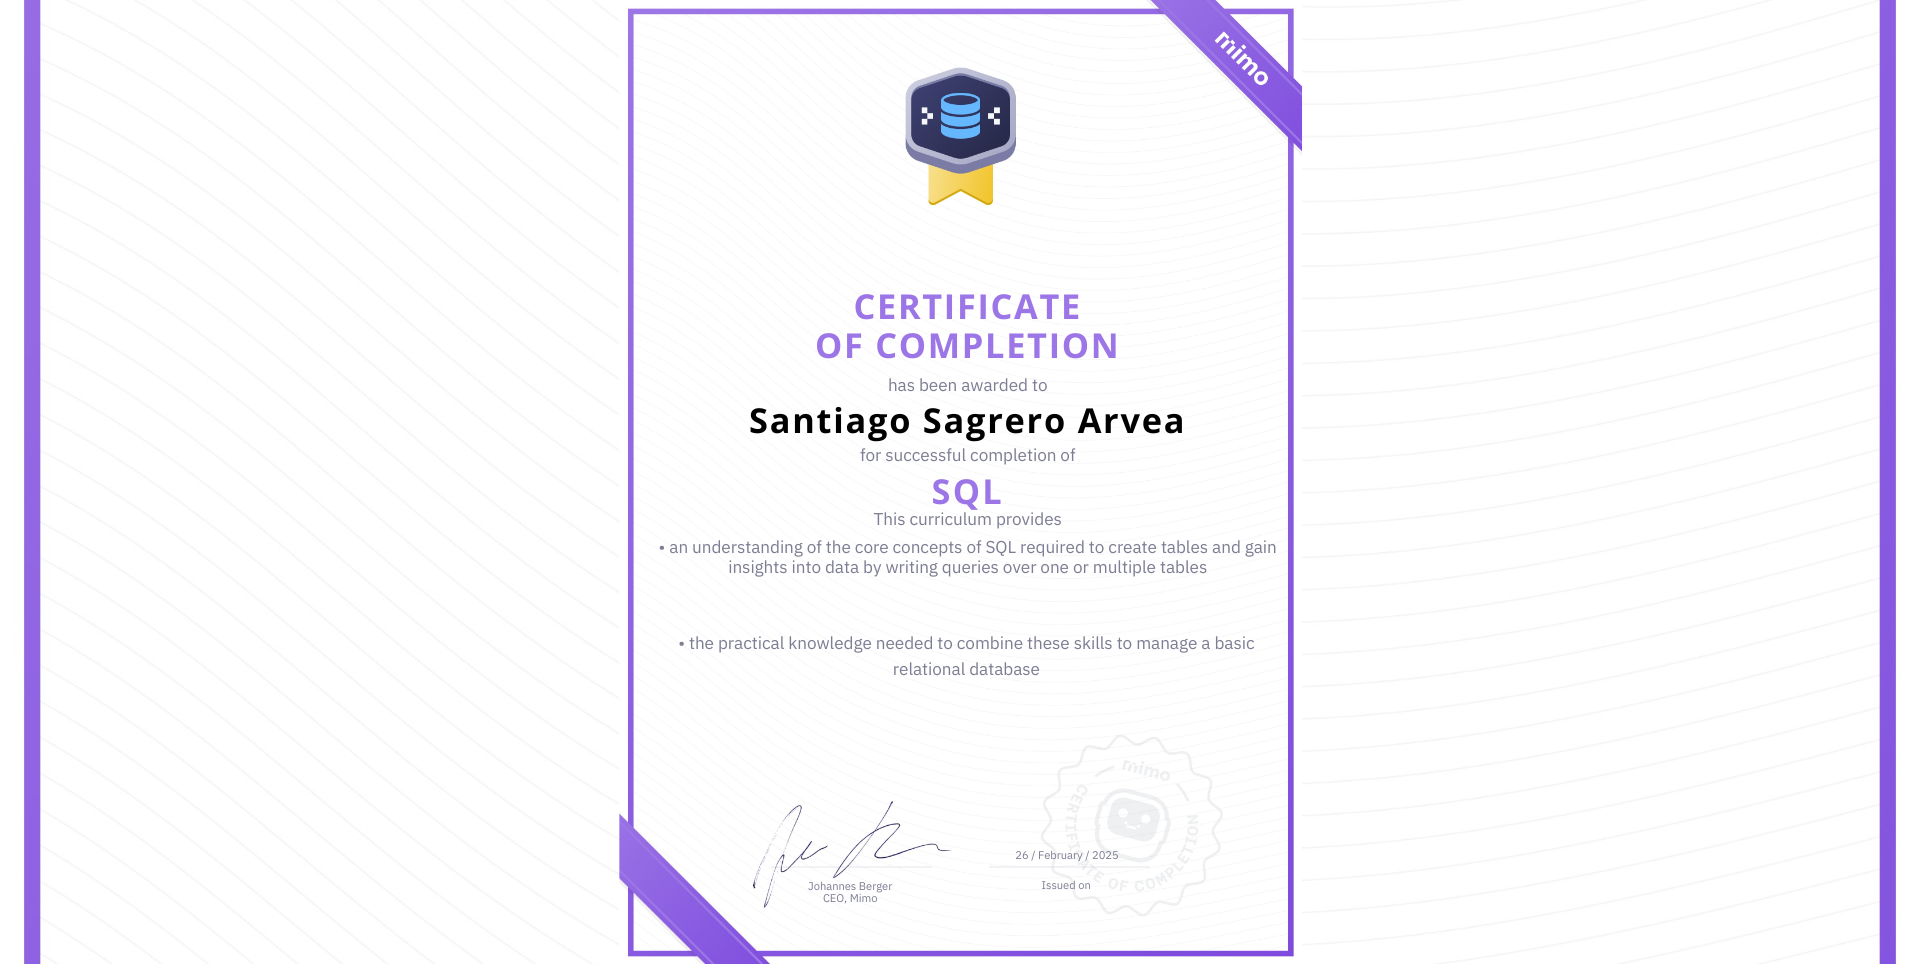 mimo
CERTIFICATE
OF COMPLETION
has been awarded to
Santiago Sagrero Arvea
for successful completion of
SQL
This curriculum provides
• an understanding of the core concepts of SQL required to create tables and gain
insights into data by writing queries over one or multiple tables
• the practical knowledge needed to combine these skills to manage a basic
relational database
mimo
CERTIFICATE OF COMPLETION
26 / February / 2025
Johannes Berger
CEO, Mimo
Issued on